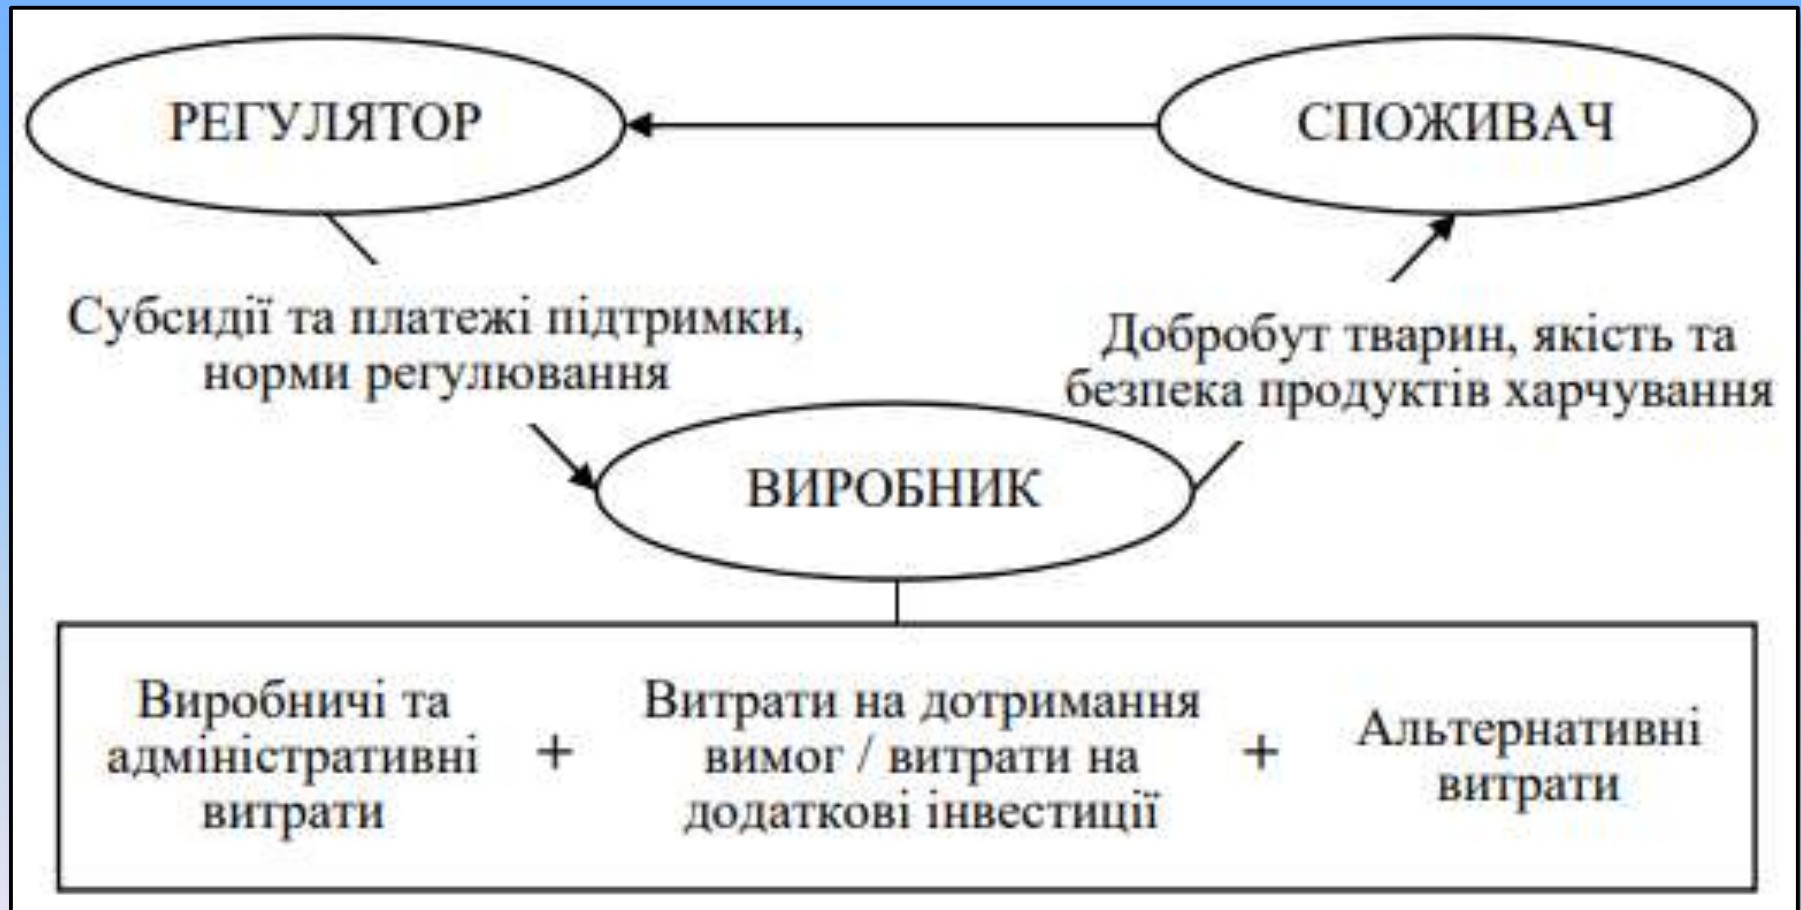 РЕГУЛЯТОР
СПОЖИВАЧ
Субсидії та платежі підтримки,
норми регулювання
Добробут тварин, якість та
безпека продуктів харчування
ВИРОБНИК
Виробничі та
адміністративні
витрати
+
Витрати на дотримання
вимог / витрати на
додаткові інвестиції
+
Альтернативні
витрати